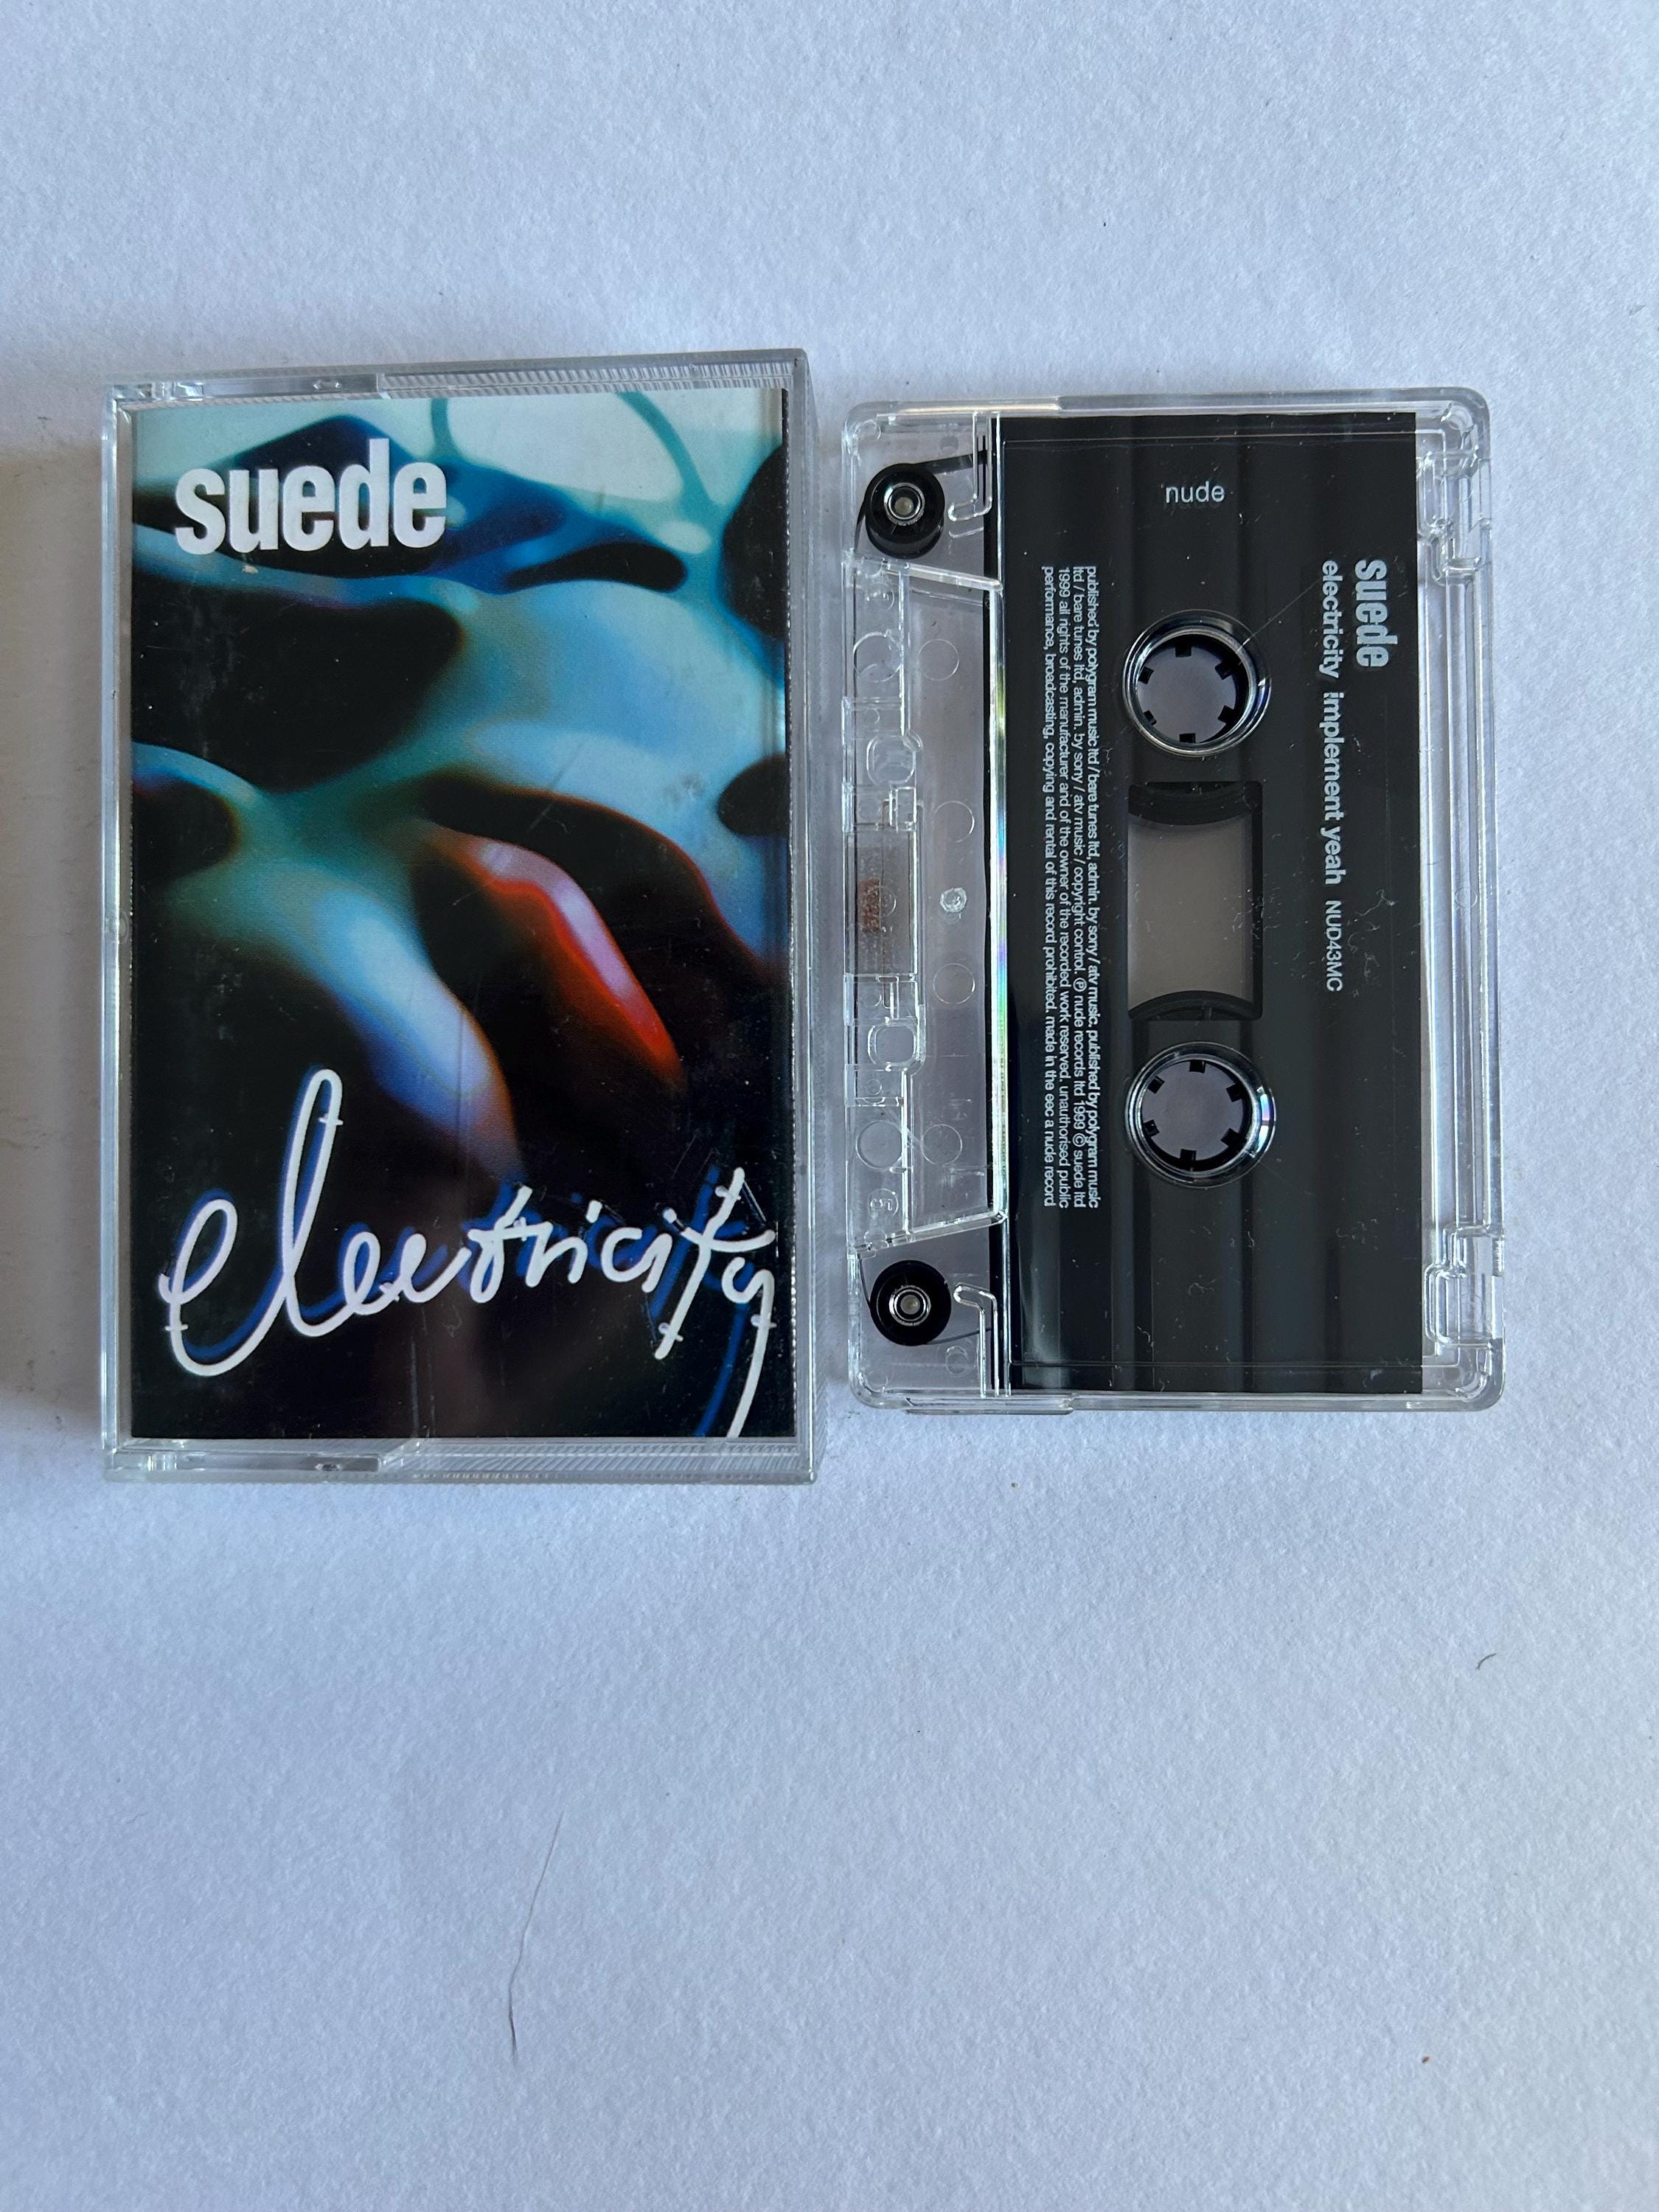 suede
electricity
nude
suede
electricity implement yeah NUD43MC
published by polygram music ltd / bare tunes ltd, admin. by sony / atv music. published by polygram music
ltd / bare tunes ltd, admin. by sony / atv music / copyright control. ℗ nude records ltd 1999 © suede ltd
1999 all rights of the manufacturer and of the owner of the recorded work reserved. unauthorised public
performance, broadcasting, copying and rental of this record prohibited. made in the eec a nude record